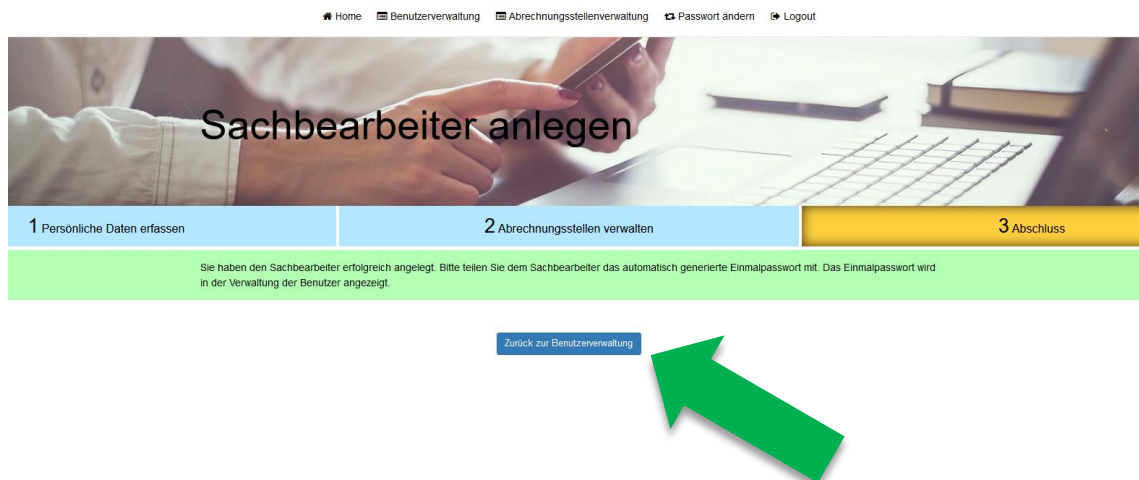 Home Benutzerverwaltung Abrechnungsstellenverwaltung Passwort ändern Logout
Sachbearbeiter anlegen
1 Persönliche Daten erfassen 2 Abrechnungsstellen verwalten 3 Abschluss
Sie haben den Sachbearbeiter erfolgreich angelegt. Bitte teilen Sie dem Sachbearbeiter das automatisch generierte Einmalpasswort mit. Das Einmalpasswort wird
in der Verwaltung der Benutzer angezeigt.
Zurück zur Benutzerverwaltung